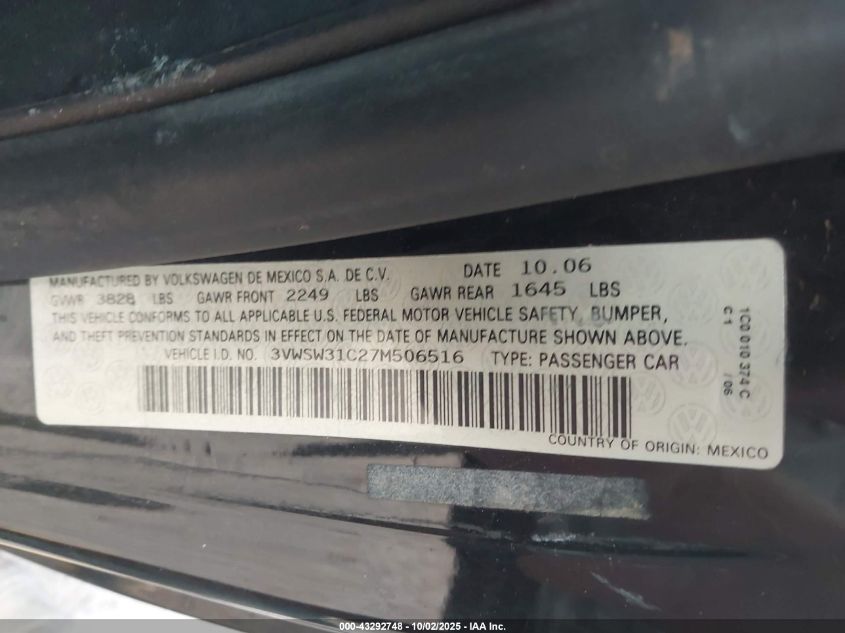 MANUFACTURED BY VOLKSWAGEN DE MEXICO S.A. DE C.V. DATE 10.06
GVWR 3828 LBS GAWR FRONT 2249 LBS GAWR REAR 1645 LBS
THIS VEHICLE CONFORMS TO ALL APPLICABLE U.S. FEDERAL MOTOR VEHICLE SAFETY, BUMPER,
AND THEFT PREVENTION STANDARDS IN EFFECT ON THE DATE OF MANUFACTURE SHOWN ABOVE.
VEHICLE I.D. NO. 3VWSW31C27M506516 TYPE: PASSENGER CAR
COUNTRY OF ORIGIN: MEXICO
1C0 010 374 C
C1 / 06
000-43292748 - 10/02/2025 - IAA Inc.